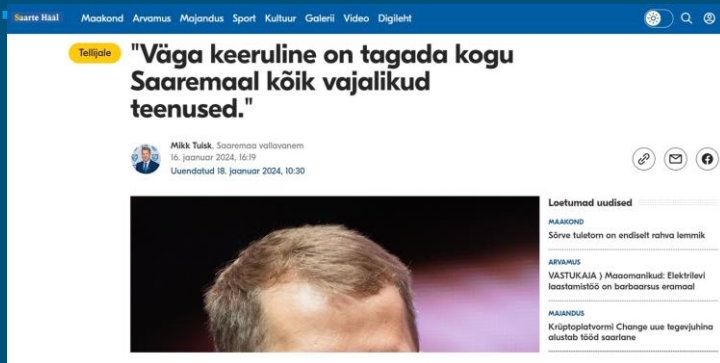 Saarte Hääl Maakond Arvamus Majandus Sport Kultuur Galerii Video Digileht
Tellijale
"Väga keeruline on tagada kogu
Saaremaal kõik vajalikud
teenused."
Mikk Tuisk, Saaremaa vallavanem
16. jaanuar 2024, 16:19
Uuendatud 18. jaanuar 2024, 10:30
Loetumad uudised
MAAKOND
Sõrve tuletorn on endiselt rahva lemmik
ARVAMUS
VASTUKAJA ) Maaomanikud: Elektrilevi
laastamistöö on barbaarsus eramaal
MAJANDUS
Krüptoplatvormi Change uue tegevjuhina
alustab tööd saarlane